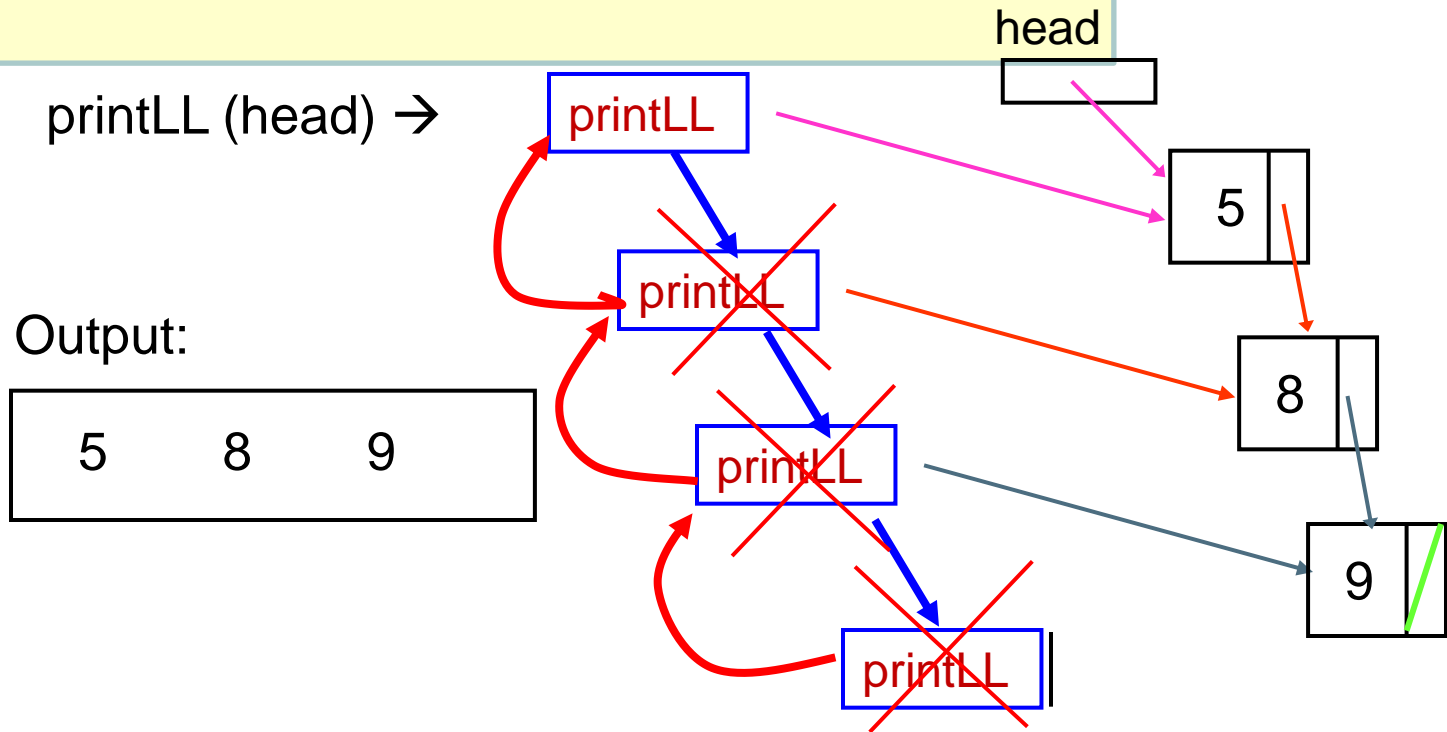 head
printLL (head) →
printLL
5
printLL
Output:
8
5 8 9
printLL
9
printLL